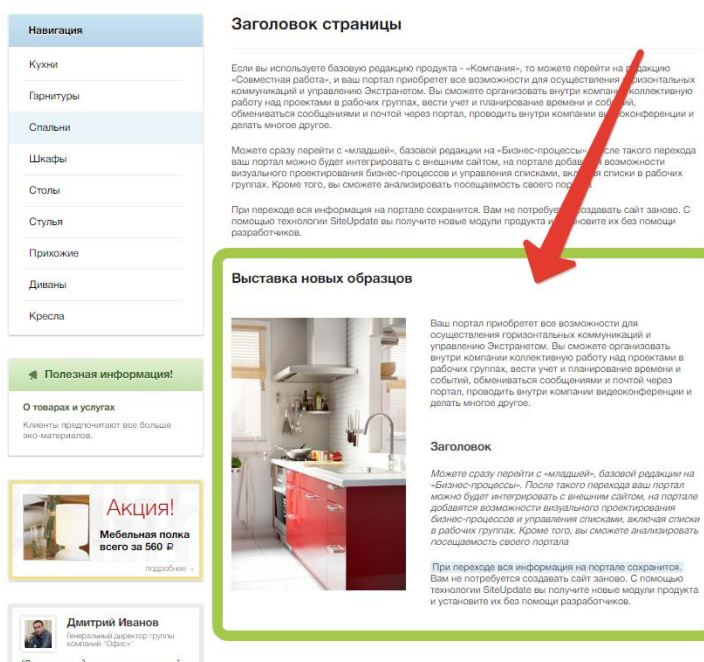 Навигация
Кухни
Гарнитуры
Спальни
Шкафы
Столы
Стулья
Прихожие
Диваны
Кресла
Полезная информация!
О товарах и услугах
Клиенты предпочитают все больше
эко-материалов.
Акция!
Мебельная полка
всего за 560 ₽
подробнее →
Дмитрий Иванов
Генеральный директор группы
компаний "Офис+"
Заголовок страницы
Если вы используете базовую редакцию продукта - «Компания», то можете перейти на редакцию
«Совместная работа», и ваш портал приобретет все возможности для осуществления горизонтальных
коммуникаций и управлению Экстранетом. Вы сможете организовать внутри компании коллективную
работу над проектами в рабочих группах, вести учет и планирование времени и событий,
обмениваться сообщениями и почтой через портал, проводить внутри компании видеоконференции и
делать многое другое.
Можете сразу перейти с «младшей», базовой редакции на «Бизнес-процессы». После такого перехода
ваш портал можно будет интегрировать с внешним сайтом, на портале добавятся возможности
визуального проектирования бизнес-процессов и управления списками, включая списки в рабочих
группах. Кроме того, вы сможете анализировать посещаемость своего портала
При переходе вся информация на портале сохранится. Вам не потребуется создавать сайт заново. С
помощью технологии SiteUpdate вы получите новые модули продукта и установите их без помощи
разработчиков.
Выставка новых образцов
Ваш портал приобретет все возможности для
осуществления горизонтальных коммуникаций и
управлению Экстранетом. Вы сможете организовать
внутри компании коллективную работу над проектами в
рабочих группах, вести учет и планирование времени и
событий, обмениваться сообщениями и почтой через
портал, проводить внутри компании видеоконференции и
делать многое другое.
Заголовок
Можете сразу перейти с «младшей», базовой редакции на
«Бизнес-процессы». После такого перехода ваш портал
можно будет интегрировать с внешним сайтом, на портале
добавятся возможности визуального проектирования
бизнес-процессов и управления списками, включая списки
в рабочих группах. Кроме того, вы сможете анализировать
посещаемость своего портала
При переходе вся информация на портале сохранится.
Вам не потребуется создавать сайт заново. С помощью
технологии SiteUpdate вы получите новые модули продукта
и установите их без помощи разработчиков.